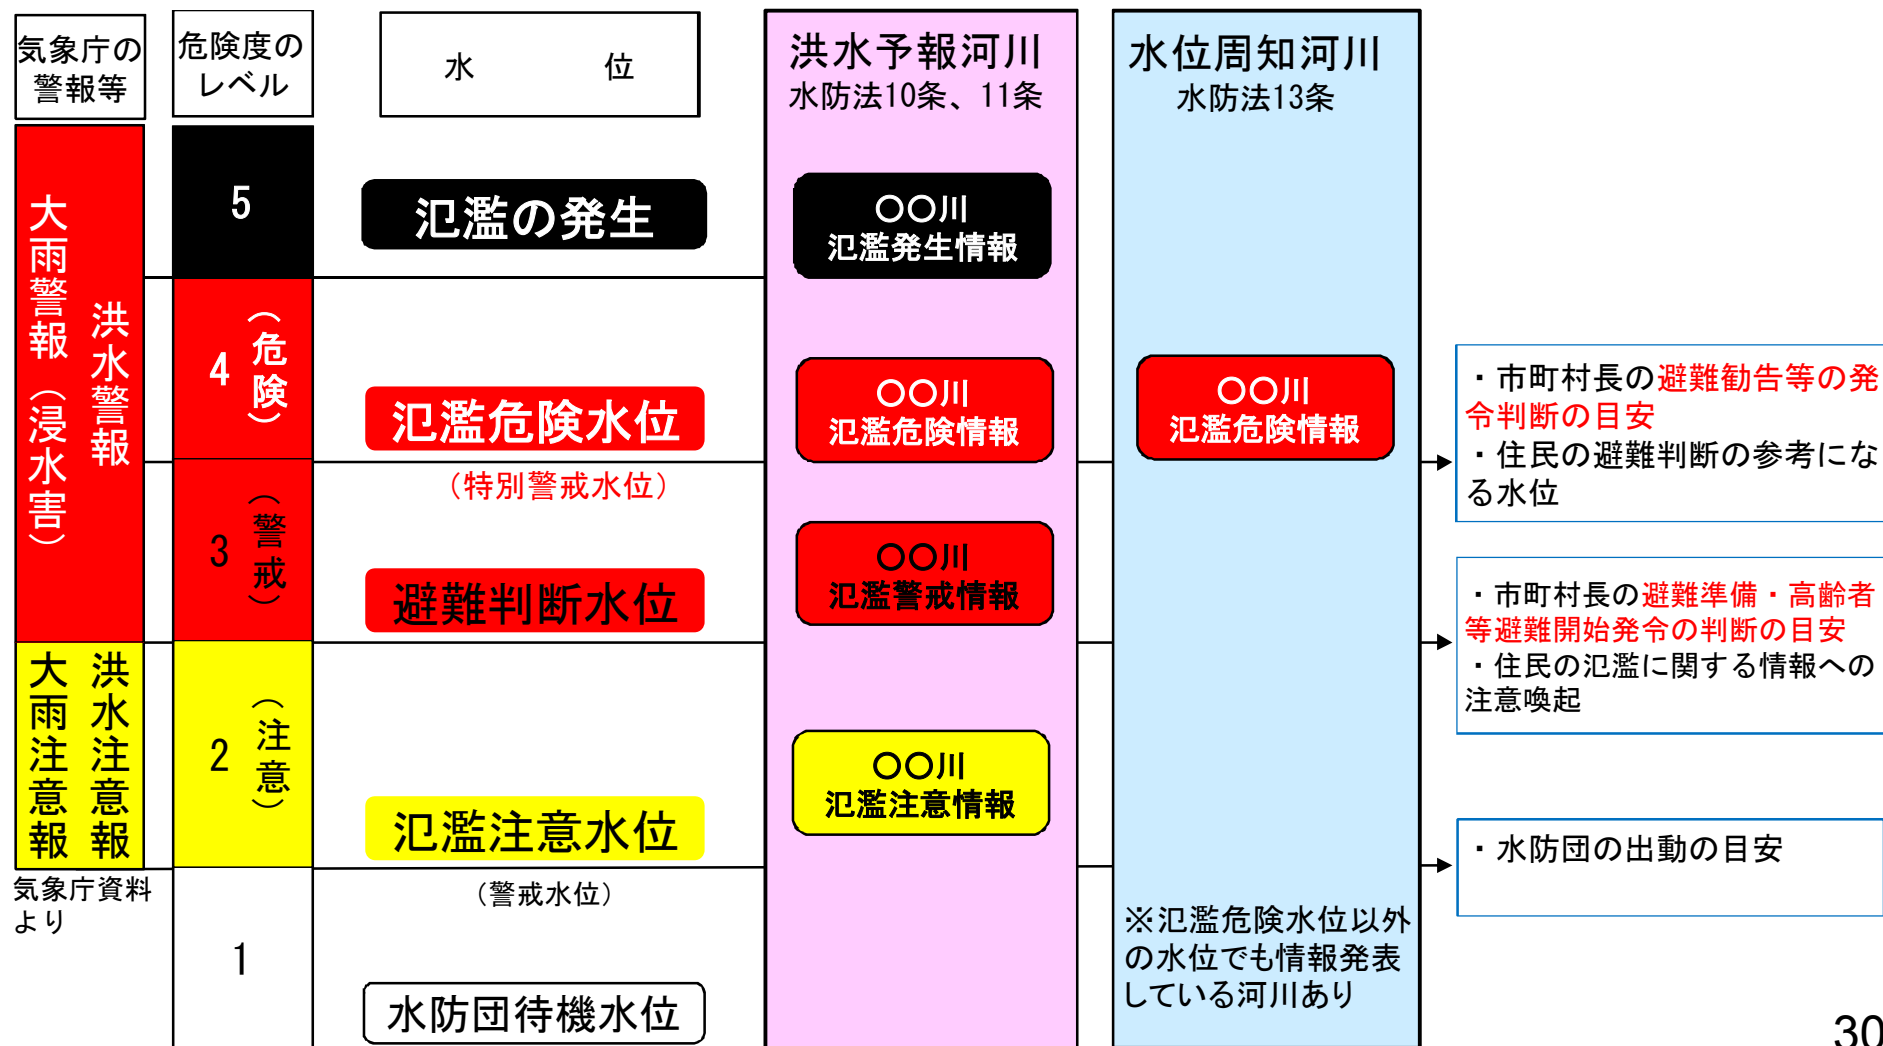 気象庁の
警報等
危険度の
レベル
水　　　位
洪水予報河川
水防法10条、11条
水位周知河川
水防法13条
大雨警報（浸水害）
洪水警報
大雨注意報
洪水注意報
気象庁資料
より
5
4
（危険）
3
（警戒）
2
（注意）
1
氾濫の発生
氾濫危険水位
（特別警戒水位）
避難判断水位
氾濫注意水位
（警戒水位）
水防団待機水位
〇〇川
氾濫発生情報
〇〇川
氾濫危険情報
〇〇川
氾濫警戒情報
〇〇川
氾濫注意情報
〇〇川
氾濫危険情報
※氾濫危険水位以外
の水位でも情報発表
している河川あり
・市町村長の避難勧告等の発
令判断の目安
・住民の避難判断の参考にな
る水位
・市町村長の避難準備・高齢者
等避難開始発令の判断の目安
・住民の氾濫に関する情報への
注意喚起
・水防団の出動の目安
30